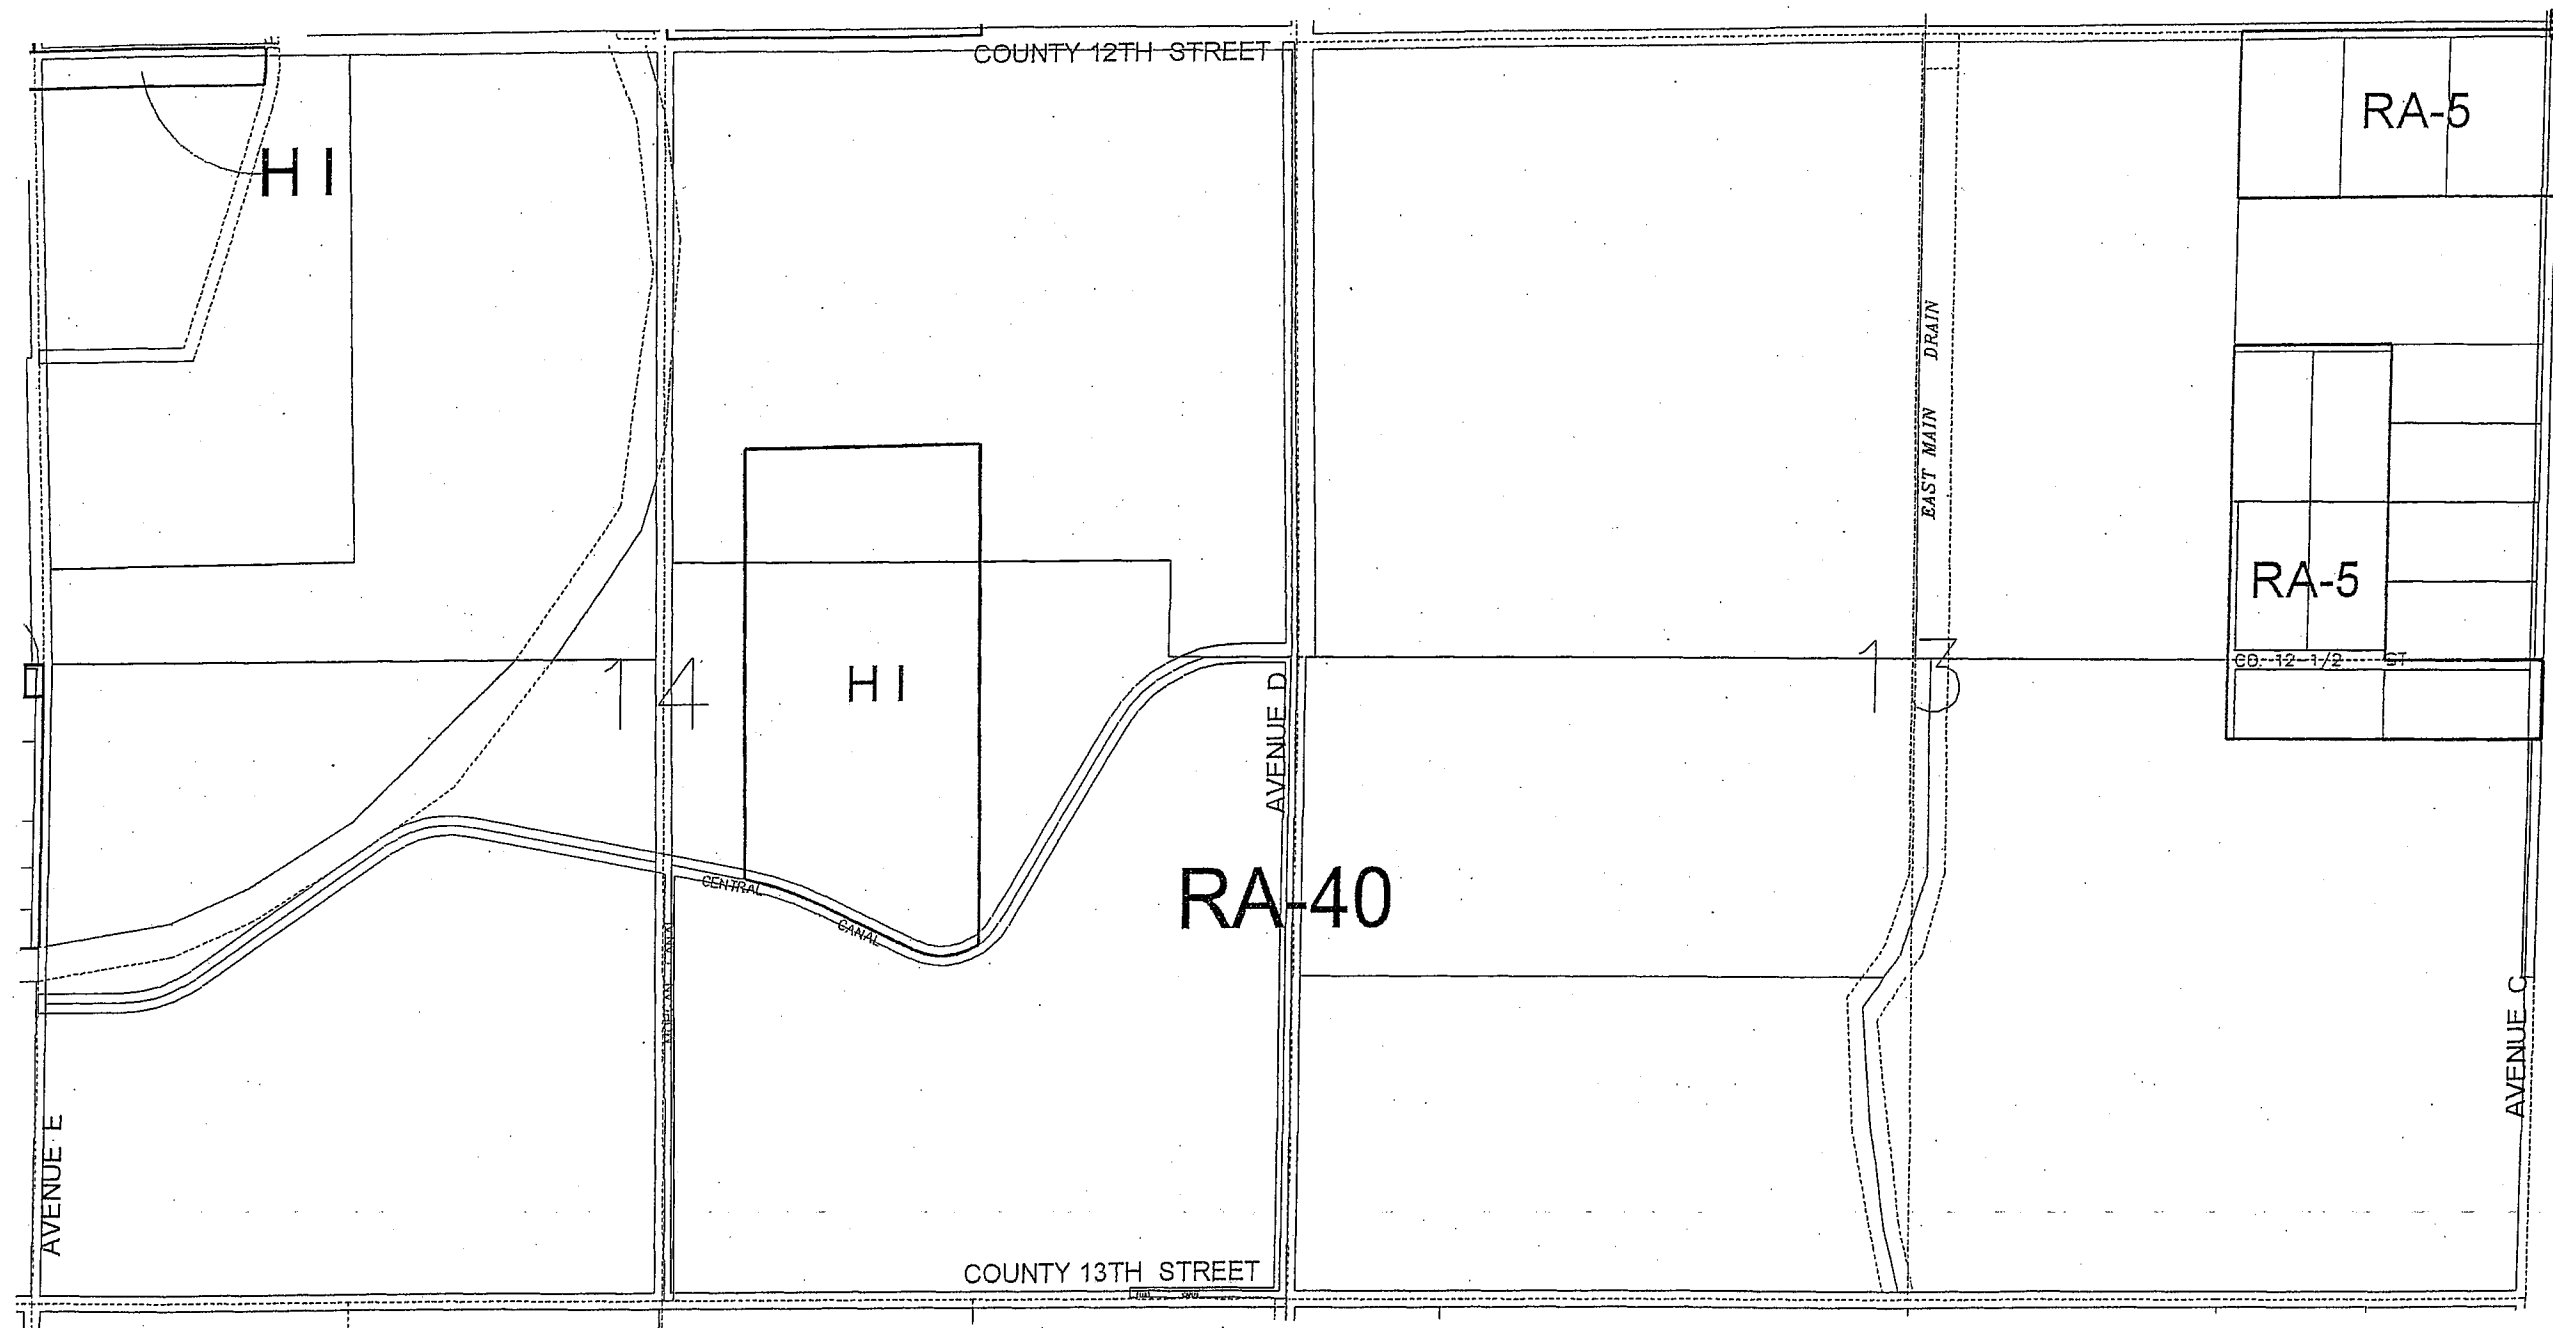 COUNTY 12TH STREET
RA-5
H I
EAST MAIN DRAIN
RA-5
CO. 12-1/2 ST
14
H I
13
AVENUE D
CENTRAL
CANAL
RA-40
AVENUE C
AVENUE E
COUNTY 13TH STREET